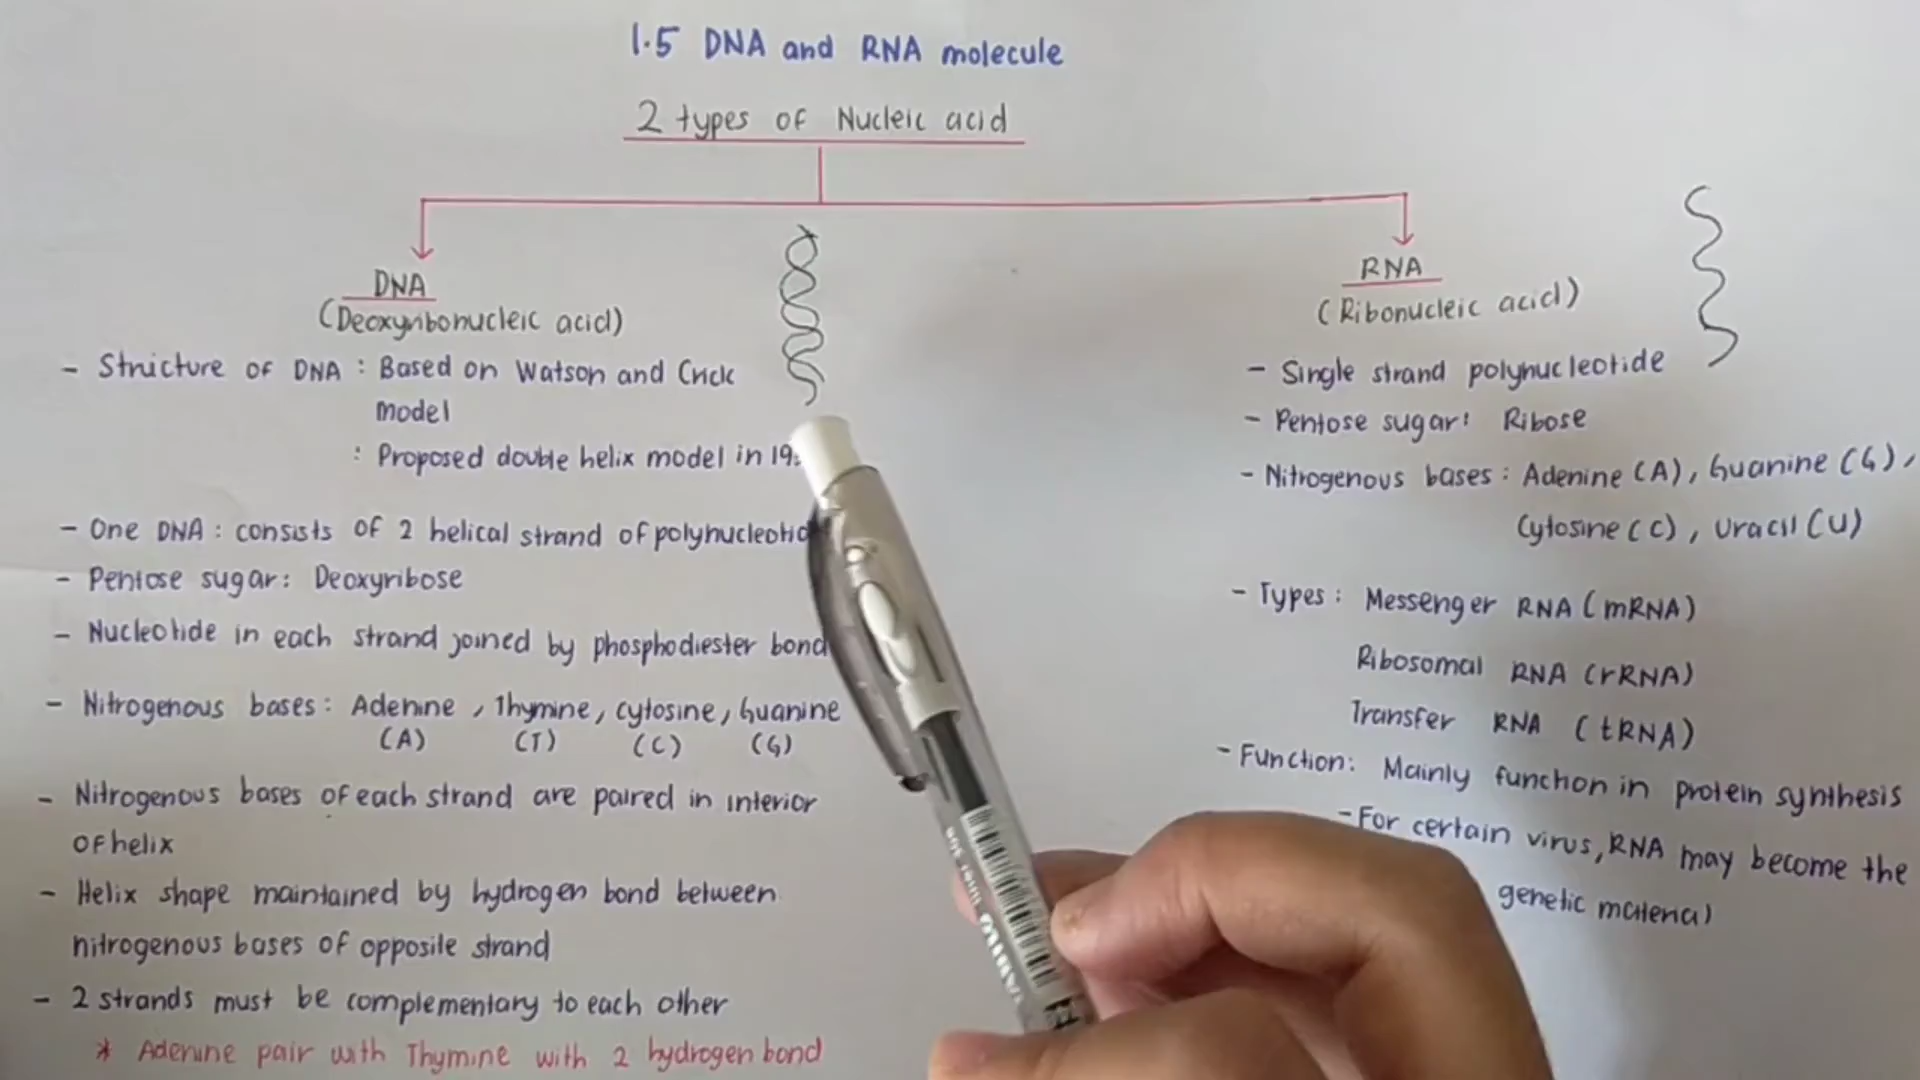 1.5 DNA and RNA molecule
2 types of Nucleic acid
DNA
(Deoxyribonucleic acid)
- Structure of DNA : Based on Watson and Crick
model
: Proposed double helix model in
- One DNA : consists of 2 helical strand of
- Pentose sugar: Deoxyribose
- Nucleotide in each strand joined by phosphodiester bond
- Nitrogenous bases: Adenine, Thymine, cytosine, Guanine
(A) (T) (C) (G)
- Nitrogenous bases of each strand are paired in interior
of helix
- Helix shape maintained by hydrogen bond between
nitrogenous bases of opposite strand
- 2 strands must be complementary to each other
* Adenine pair with Thymine with 2 hydrogen bond
RNA
(Ribonucleic acid)
- Single strand polynucleotide
- Pentose sugar: Ribose
- Nitrogenous bases : Adenine (A), Guanine (G),
Cytosine (C), Uracil (U)
- Types : Messenger RNA (mRNA)
Ribosomal RNA (rRNA)
Transfer RNA (tRNA)
- Function: Mainly function in protein synthesis
- For certain virus, RNA may become the
genetic material